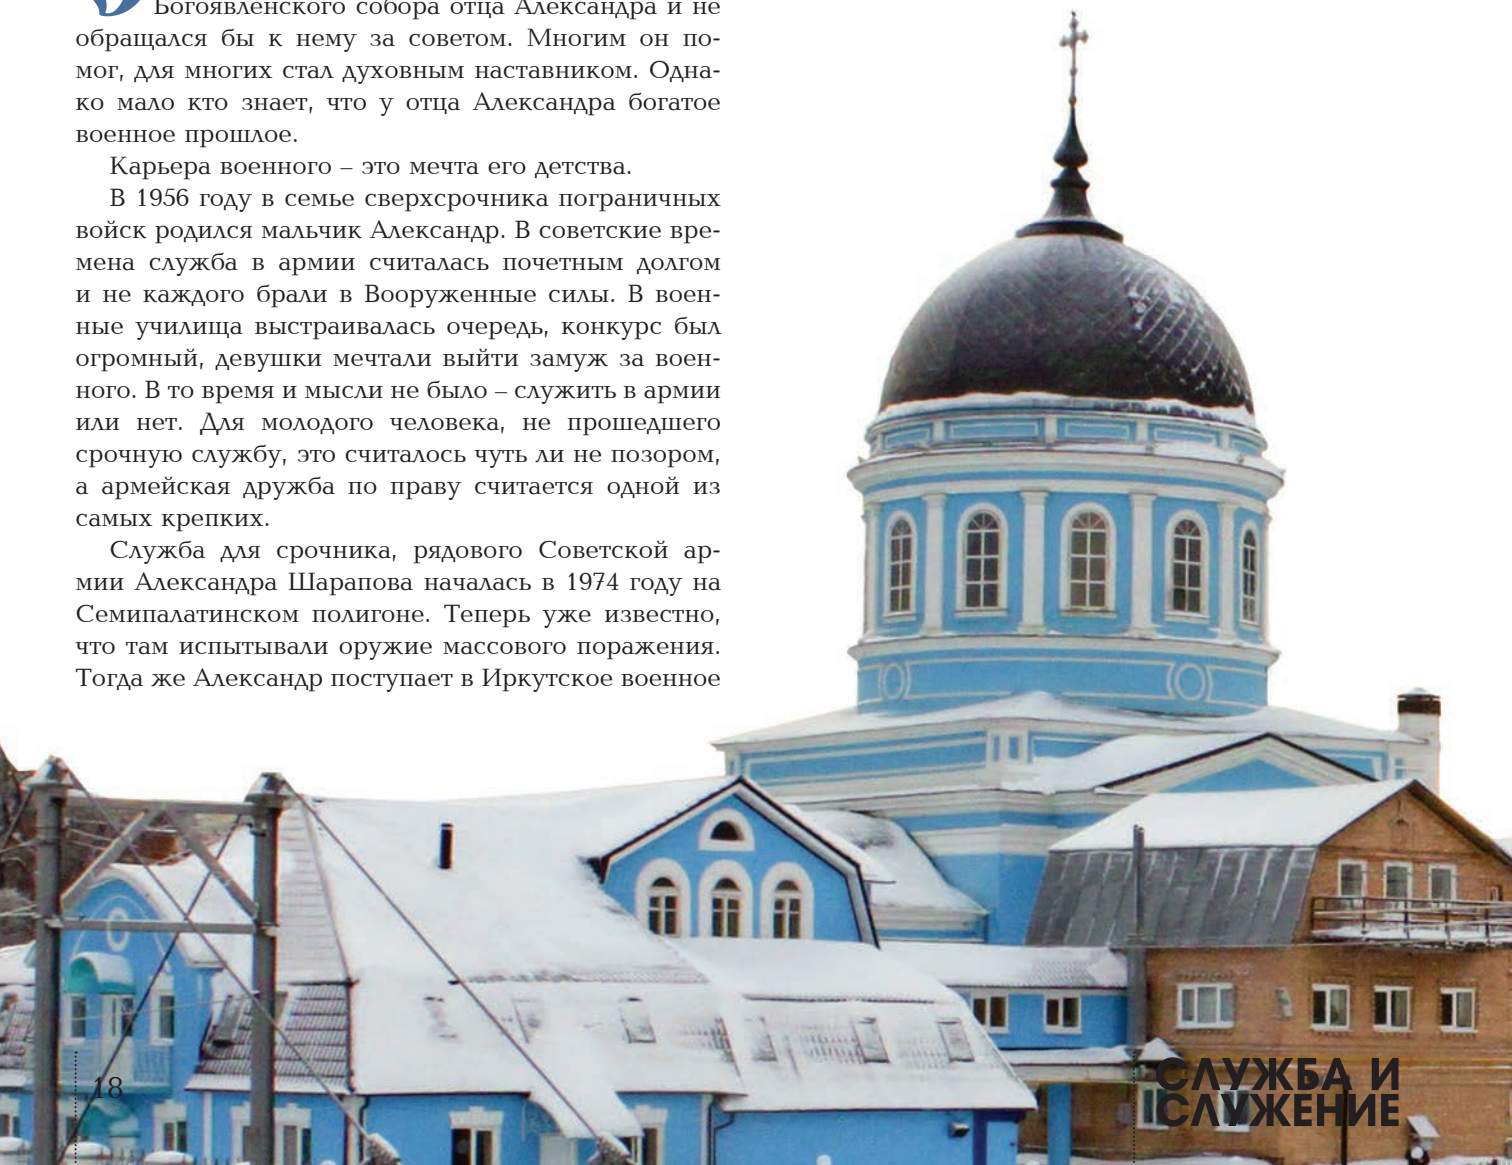 Богоявленского собора отца Александра и не
обращался бы к нему за советом. Многим он по-
мог, для многих стал духовным наставником. Одна-
ко мало кто знает, что у отца Александра богатое
военное прошлое.
Карьера военного – это мечта его детства.
В 1956 году в семье сверхсрочника пограничных
войск родился мальчик Александр. В советские вре-
мена служба в армии считалась почетным долгом
и не каждого брали в Вооруженные силы. В воен-
ные училища выстраивалась очередь, конкурс был
огромный, девушки мечтали выйти замуж за воен-
ного. В то время и мысли не было – служить в армии
или нет. Для молодого человека, не прошедшего
срочную службу, это считалось чуть ли не позором,
а армейская дружба по праву считается одной из
самых крепких.
Служба для срочника, рядового Советской ар-
мии Александра Шарапова началась в 1974 году на
Семипалатинском полигоне. Теперь уже известно,
что там испытывали оружие массового поражения.
Тогда же Александр поступает в Иркутское военное
18
СЛУЖБА И
СЛУЖЕНИЕ